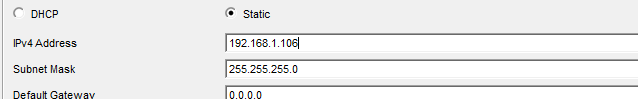 DHCP Static
IPv4 Address 192.168.1.106
Subnet Mask 255.255.255.0
Default Gateway 0.0.0.0